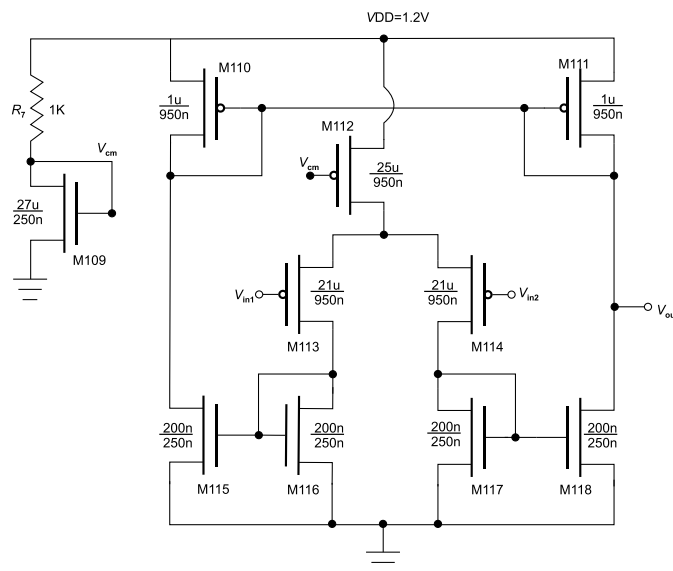 VDD=1.2V
M110
M111
1u
950n
1u
950n
R7
1K
Vcm
M112
Vcm
25u
950n
27u
250n
M109
Vin1
21u
950n
21u
950n
Vin2
M113
M114
Vou
200n
250n
200n
250n
200n
250n
200n
250n
M115
M116
M117
M118